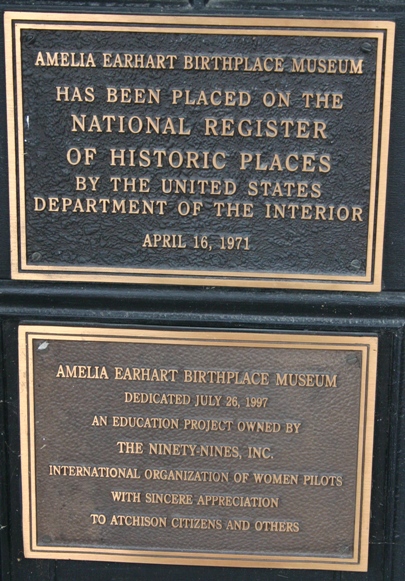 AMELIA EARHART BIRTHPLACE MUSEUM
HAS BEEN PLACED ON THE
NATIONAL REGISTER
OF HISTORIC PLACES
BY THE UNITED STATES
DEPARTMENT OF THE INTERIOR
APRIL 16, 1971
AMELIA EARHART BIRTHPLACE MUSEUM
DEDICATED JULY 26, 1997
AN EDUCATION PROJECT OWNED BY
THE NINETY-NINES, INC.
INTERNATIONAL ORGANIZATION OF WOMEN PILOTS
WITH SINCERE APPRECIATION
TO ATCHISON CITIZENS AND OTHERS